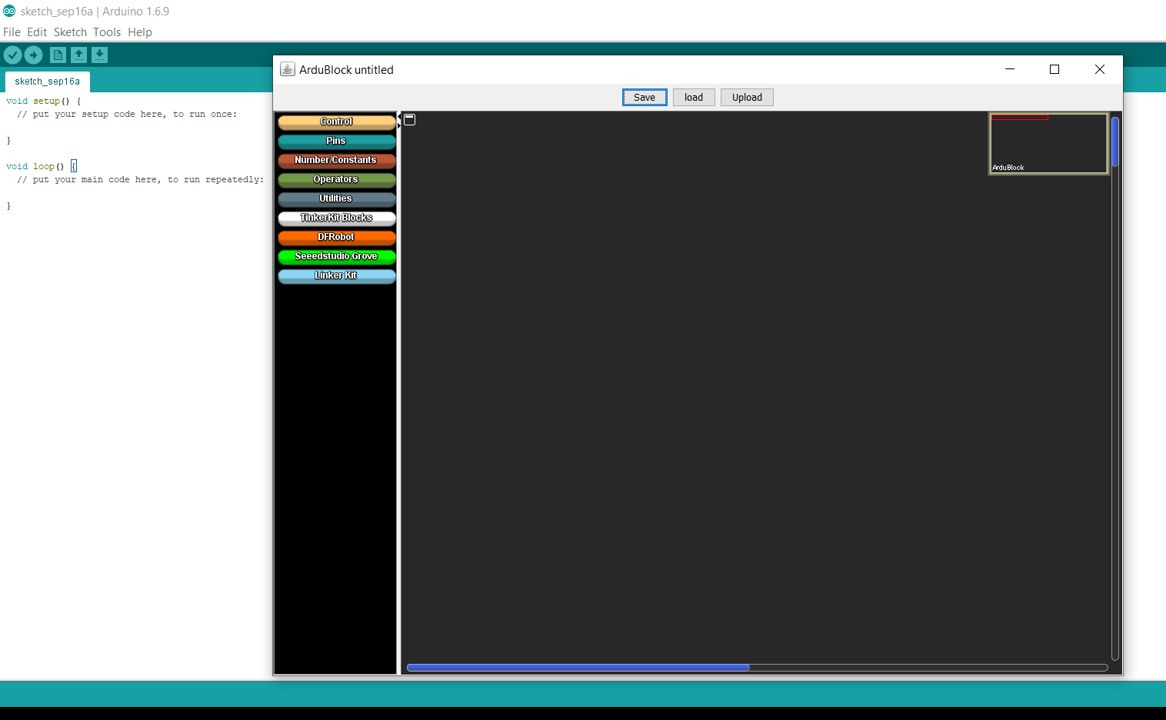 sketch_sep16a | Arduino 1.6.9
File Edit Sketch Tools Help
sketch_sep16a
void setup() {
// put your setup code here, to run once:
}
void loop() {
// put your main code here, to run repeatedly:
}
ArduBlock untitled
Save load Upload
Control
Pins
Number/Constants
Operators
Utilities
TinkerKit Blocks
DFRobot
Seeedstudio Grove
Linker Kit
ArduBlock